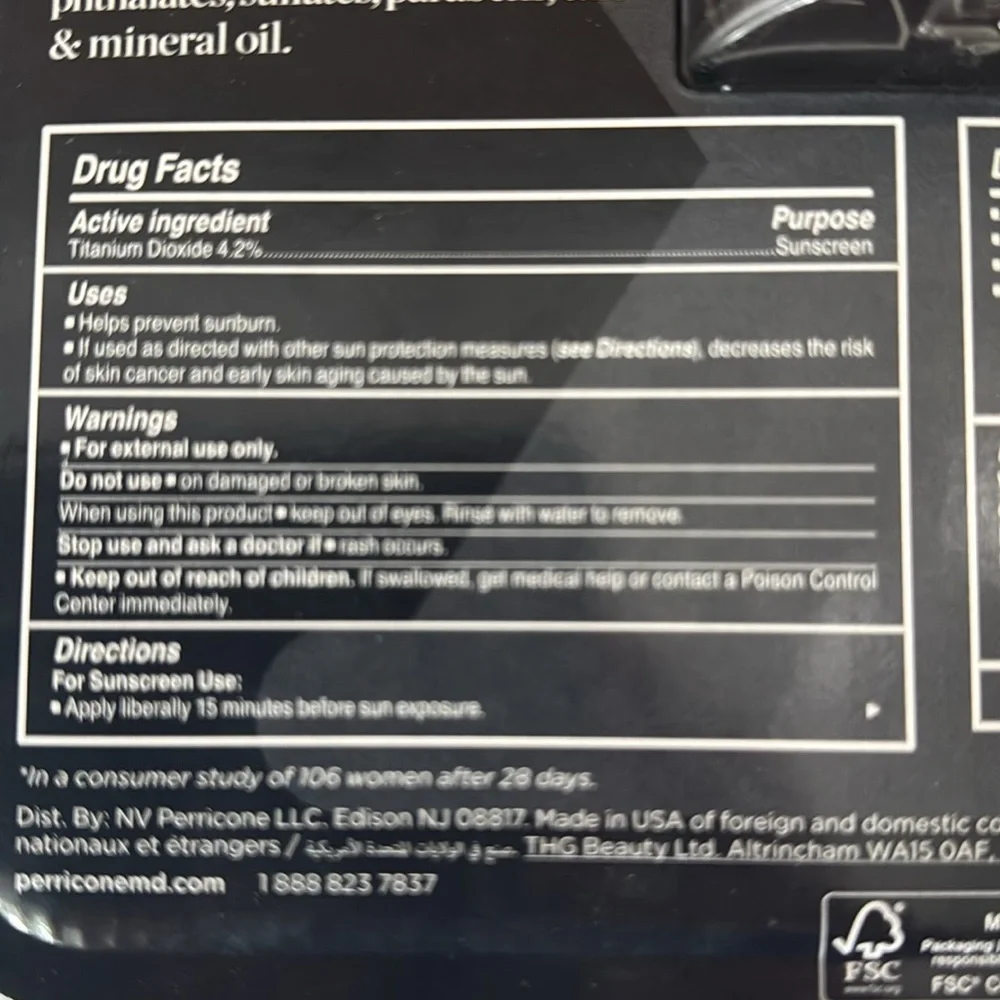 & mineral oil.
Drug Facts
Active ingredient Purpose
Titanium Dioxide 4.2% Sunscreen
Uses
▪ Helps prevent sunburn.
▪ If used as directed with other sun protection measures (see Directions), decreases the risk
of skin cancer and early skin aging caused by the sun.
Warnings
▪ For external use only.
Do not use ▪ on damaged or broken skin.
When using this product ▪ keep out of eyes. Rinse with water to remove.
Stop use and ask a doctor if ▪ rash occurs.
▪ Keep out of reach of children. If swallowed, get medical help or contact a Poison Control
Center immediately.
Directions
For Sunscreen Use:
▪ Apply liberally 15 minutes before sun exposure.
*In a consumer study of 106 women after 28 days.
Dist. By: NV Perricone LLC. Edison NJ 08817. Made in USA of foreign and domestic
nationaux et étrangers / THG Beauty Ltd. Altrincham WA15 0AF.
perriconemd.com 1 888 823 7837
Packaging
FSC
FSC®